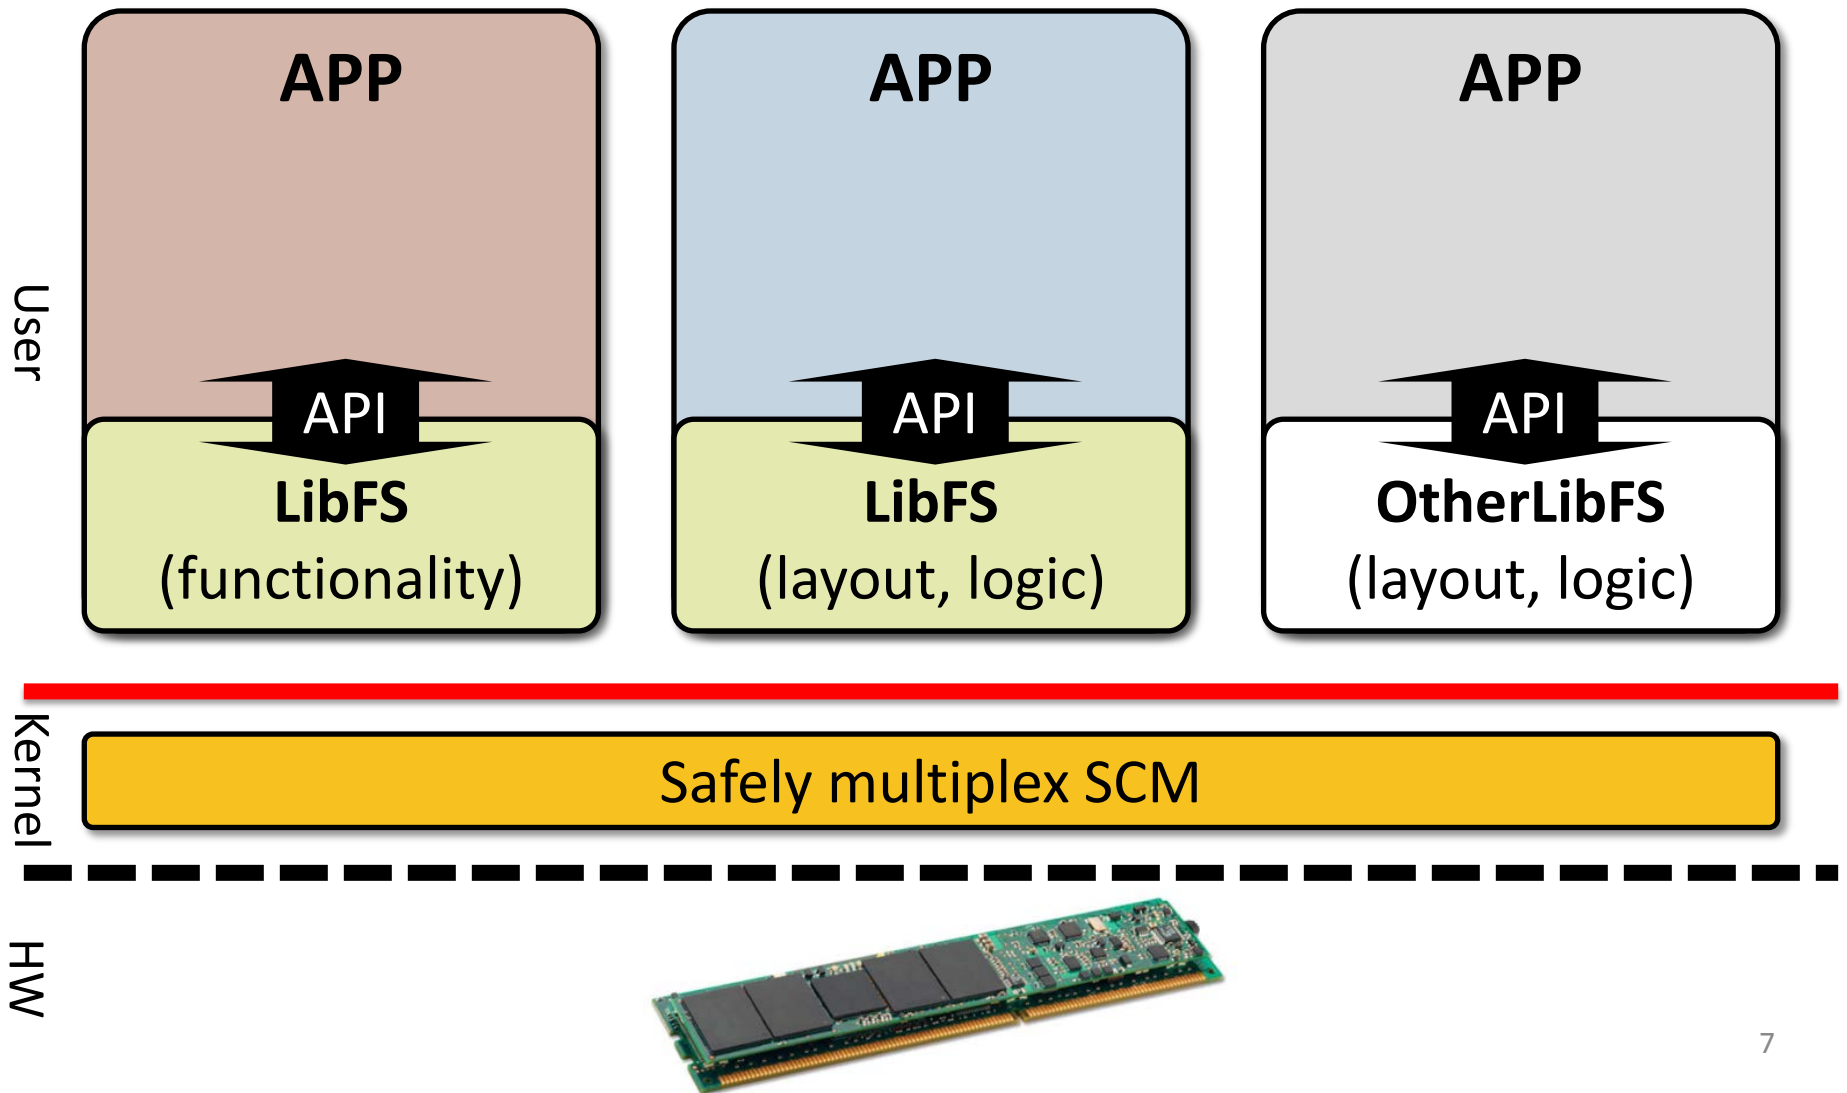 APP
API
LibFS
(functionality)
APP
API
LibFS
(layout, logic)
APP
API
OtherLibFS
(layout, logic)
User
Kernel
Safely multiplex SCM
HW
7